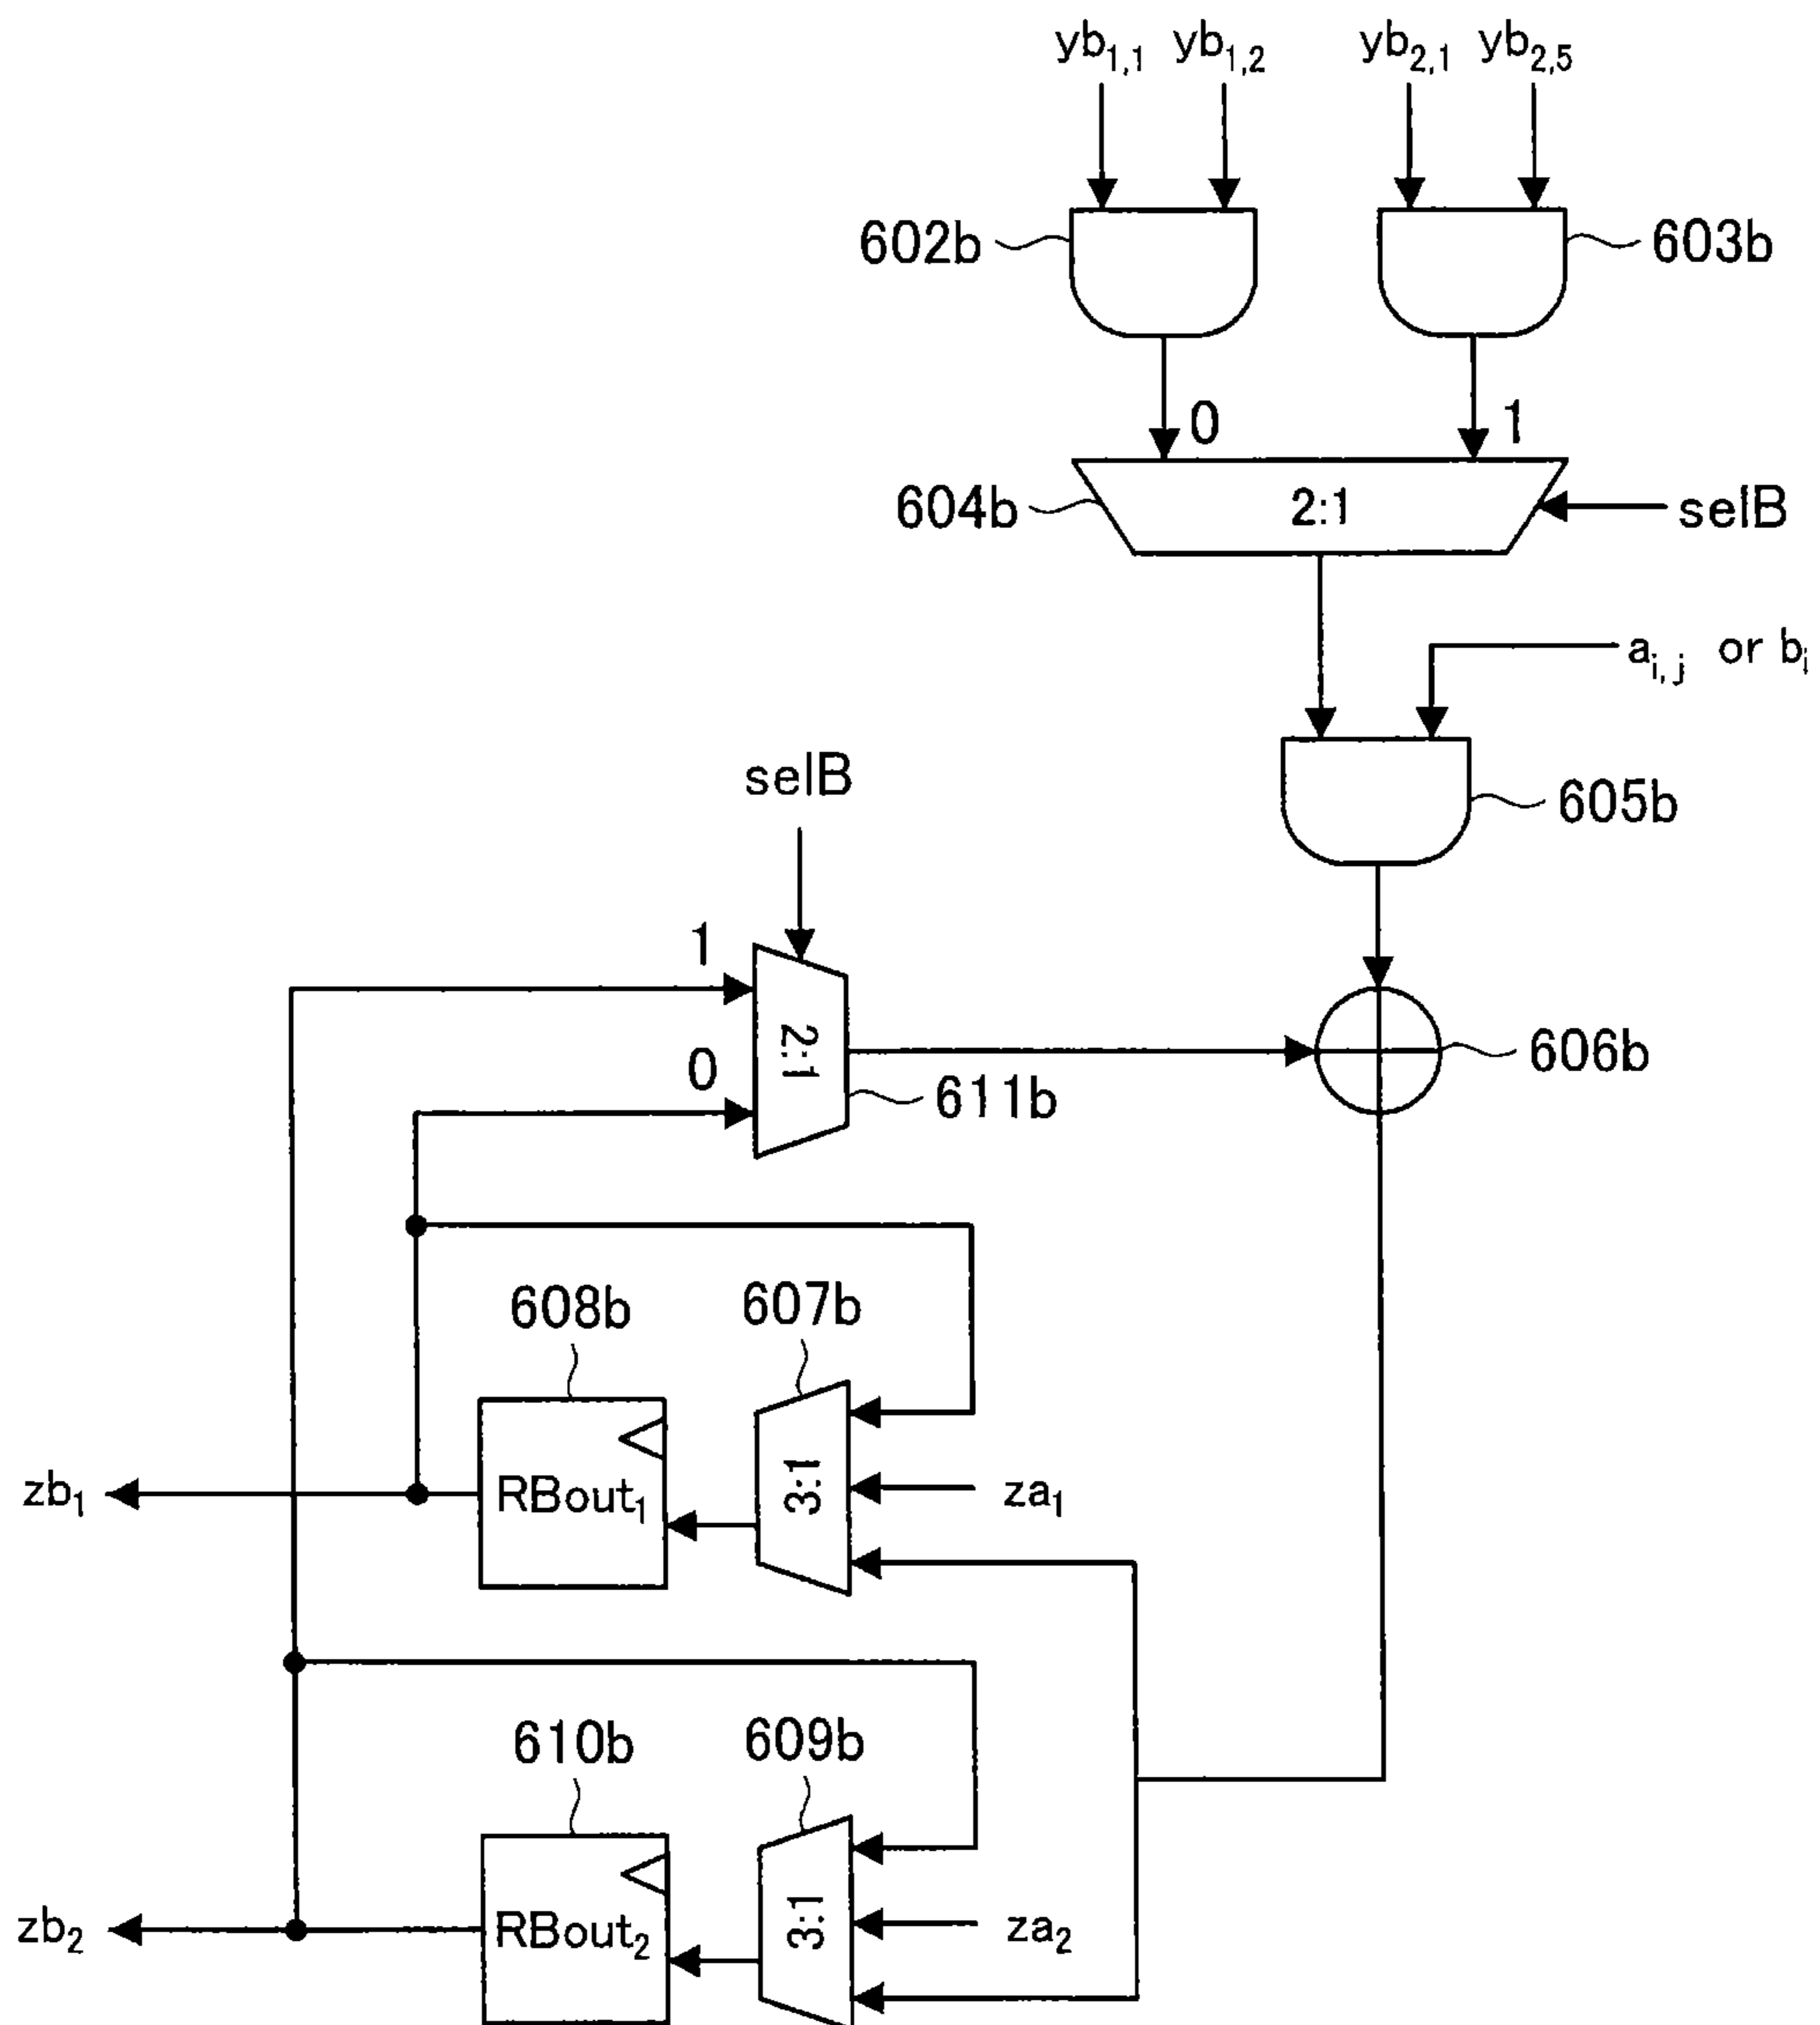 yb1,1 yb1,2 yb2,1 yb2,5
602b 603b
0 1
604b 2:1 selB
ai,j or bi
selB
605b
1
2:1
0
611b 606b
608b 607b
zb1 RBout1 3:1 za1
610b 609b
zb2 RBout2 3:1 za2